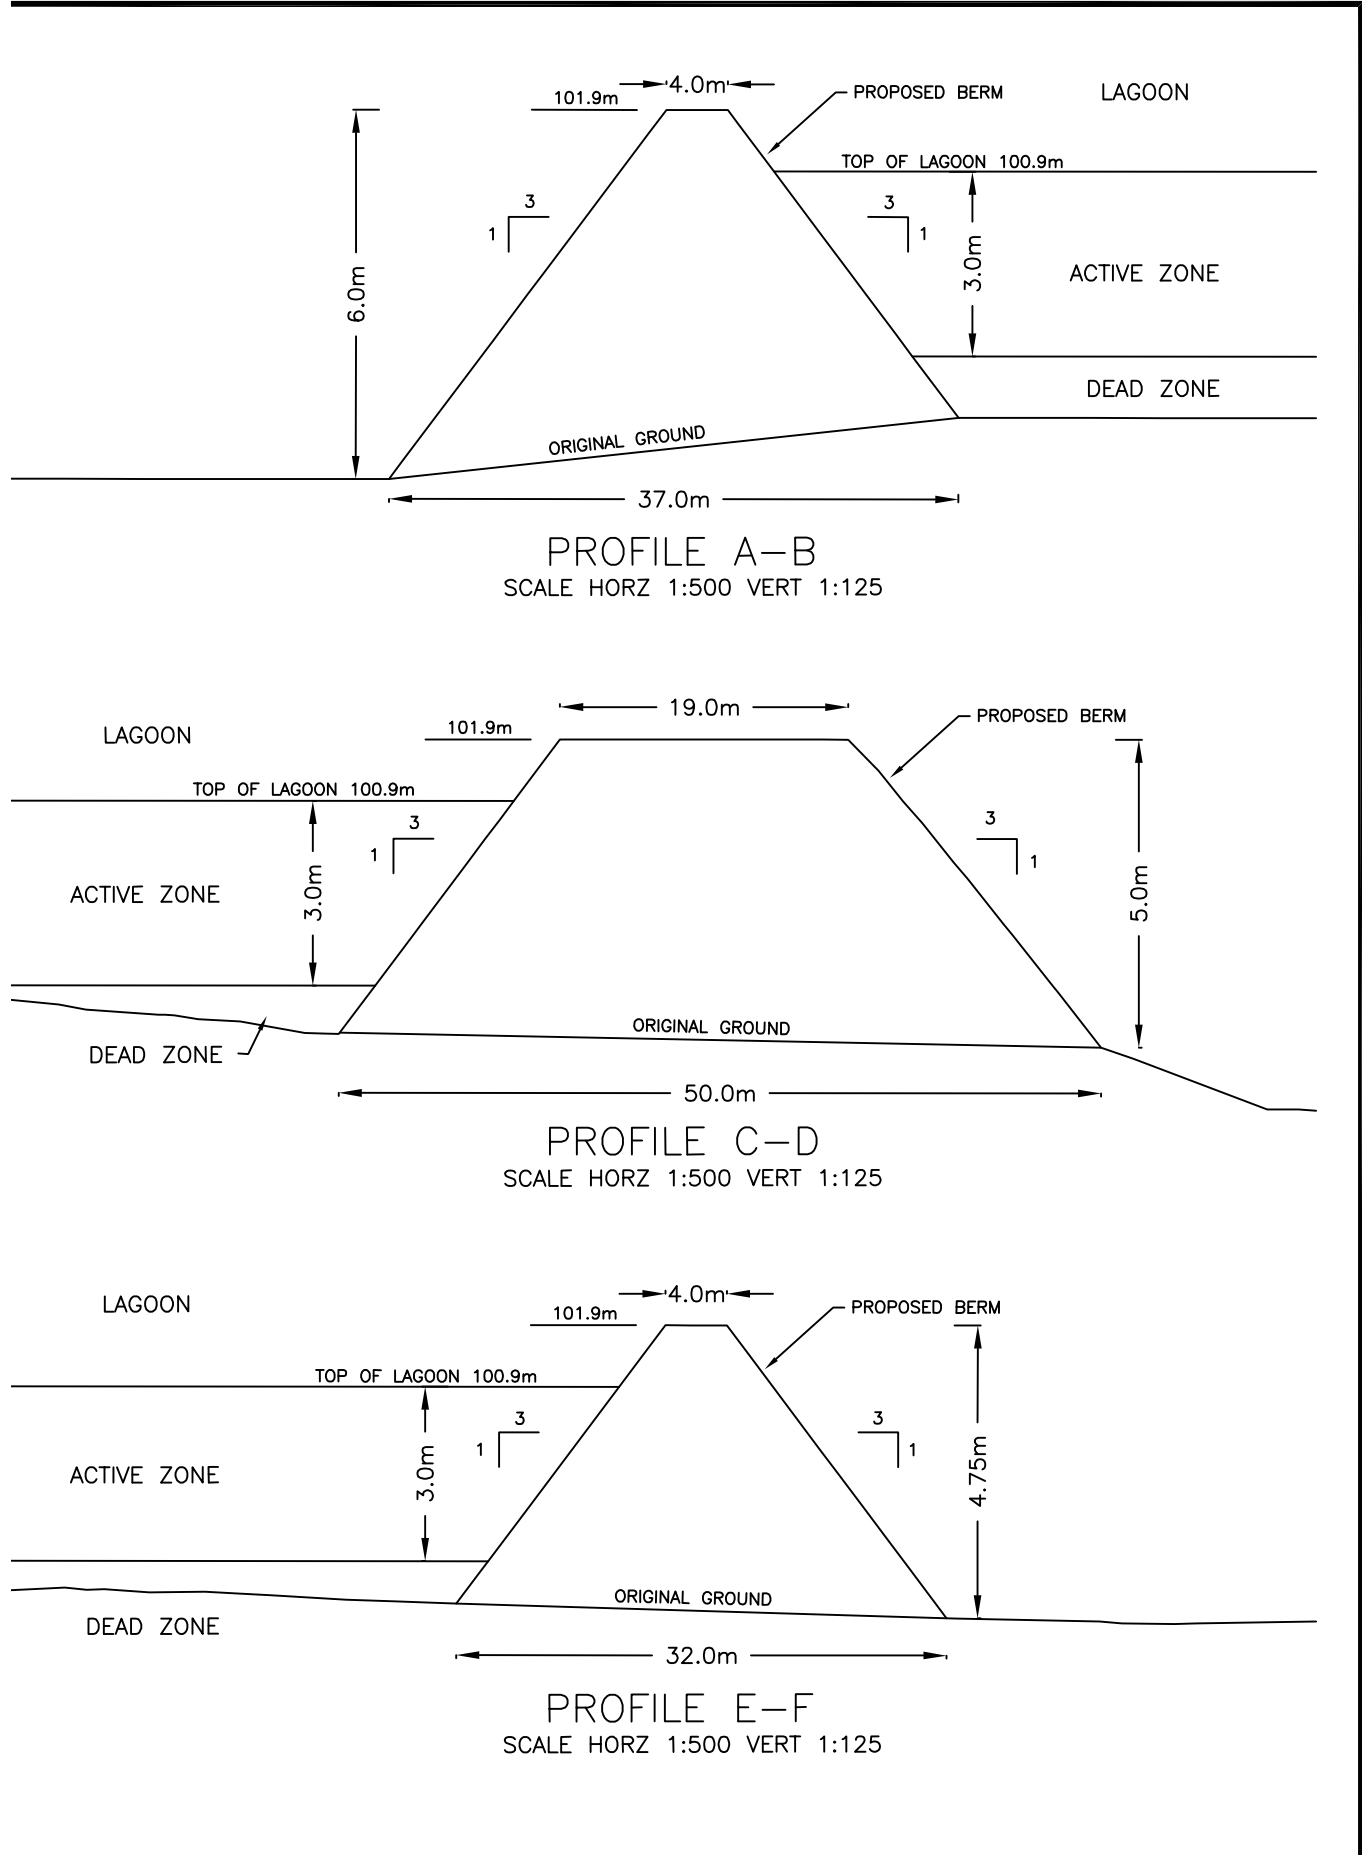 4.0m
101.9m
PROPOSED BERM
LAGOON
TOP OF LAGOON 100.9m
3
1
3
1
6.0m
3.0m
ACTIVE ZONE
DEAD ZONE
ORIGINAL GROUND
37.0m
PROFILE A-B
SCALE HORZ 1:500 VERT 1:125
19.0m
LAGOON
101.9m
PROPOSED BERM
TOP OF LAGOON 100.9m
3
1
3
1
ACTIVE ZONE
3.0m
5.0m
ORIGINAL GROUND
DEAD ZONE
50.0m
PROFILE C-D
SCALE HORZ 1:500 VERT 1:125
4.0m
LAGOON
101.9m
PROPOSED BERM
TOP OF LAGOON 100.9m
3
1
3
1
ACTIVE ZONE
3.0m
4.75m
ORIGINAL GROUND
DEAD ZONE
32.0m
PROFILE E-F
SCALE HORZ 1:500 VERT 1:125